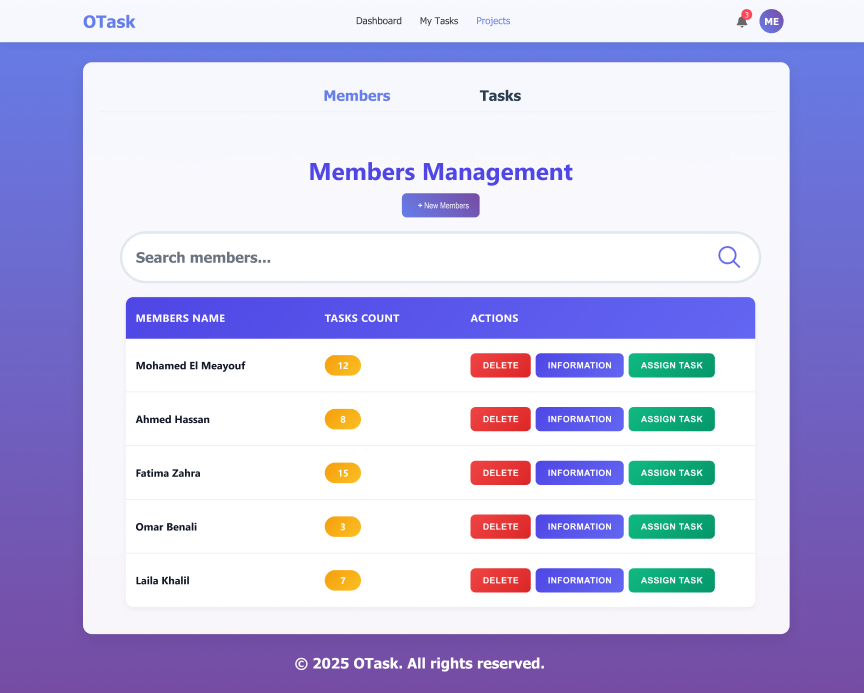 OTask Dashboard My Tasks Projects 3 ME
Members Tasks
Members Management
+ New Members
Search members...
MEMBERS NAME TASKS COUNT ACTIONS
Mohamed El Meayouf 12 DELETE INFORMATION ASSIGN TASK
Ahmed Hassan 8 DELETE INFORMATION ASSIGN TASK
Fatima Zahra 15 DELETE INFORMATION ASSIGN TASK
Omar Benali 3 DELETE INFORMATION ASSIGN TASK
Laila Khalil 7 DELETE INFORMATION ASSIGN TASK
© 2025 OTask. All rights reserved.